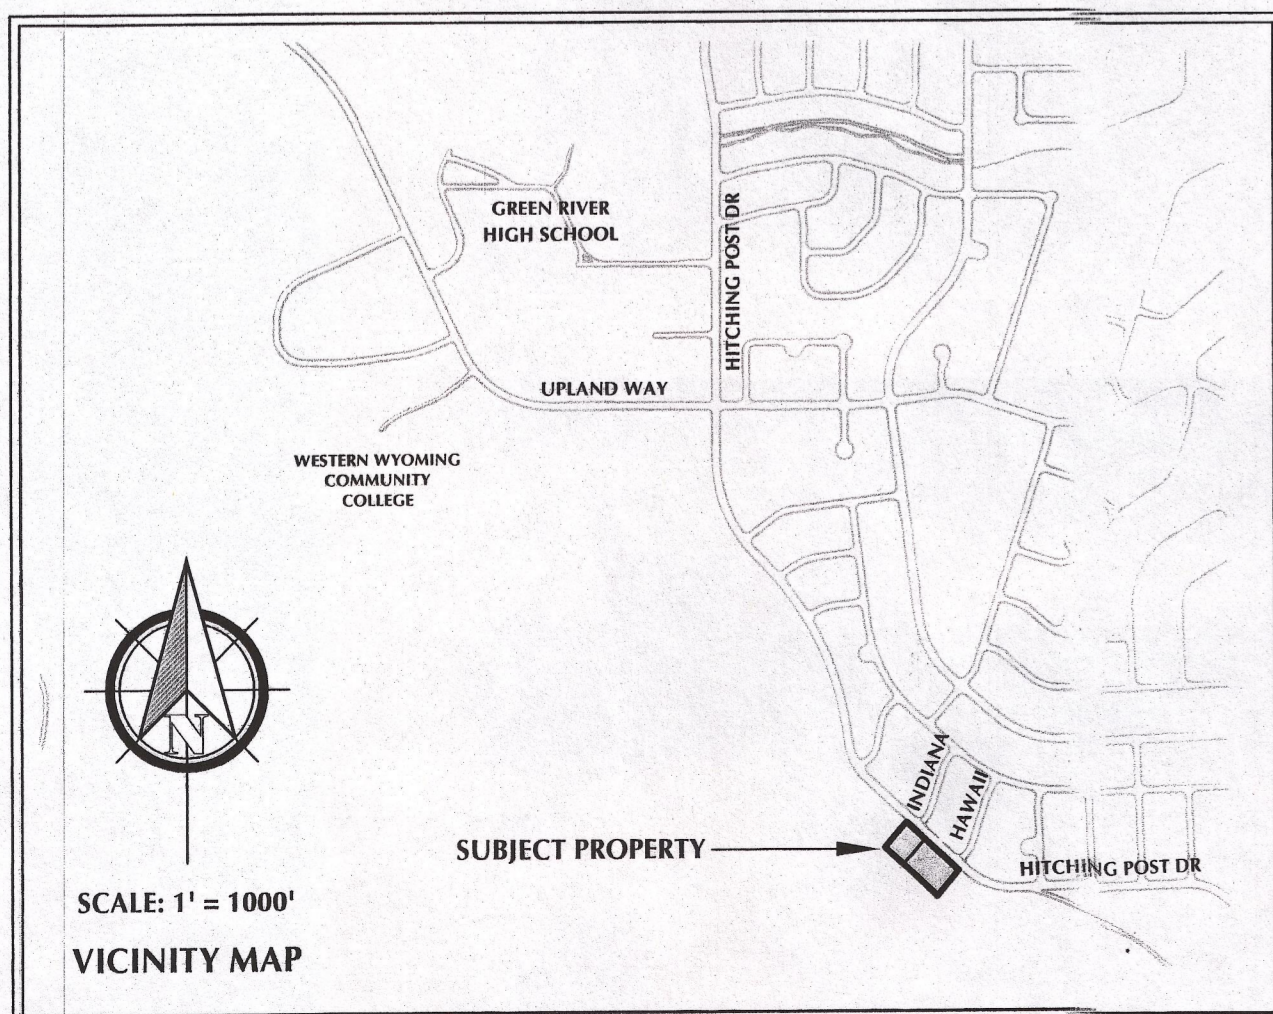 GREEN RIVER
HIGH SCHOOL
HITCHING POST DR
UPLAND WAY
WESTERN WYOMING
COMMUNITY
COLLEGE
N
INDIANA
HAWAII
SUBJECT PROPERTY
HITCHING POST DR
SCALE: 1' = 1000'
VICINITY MAP